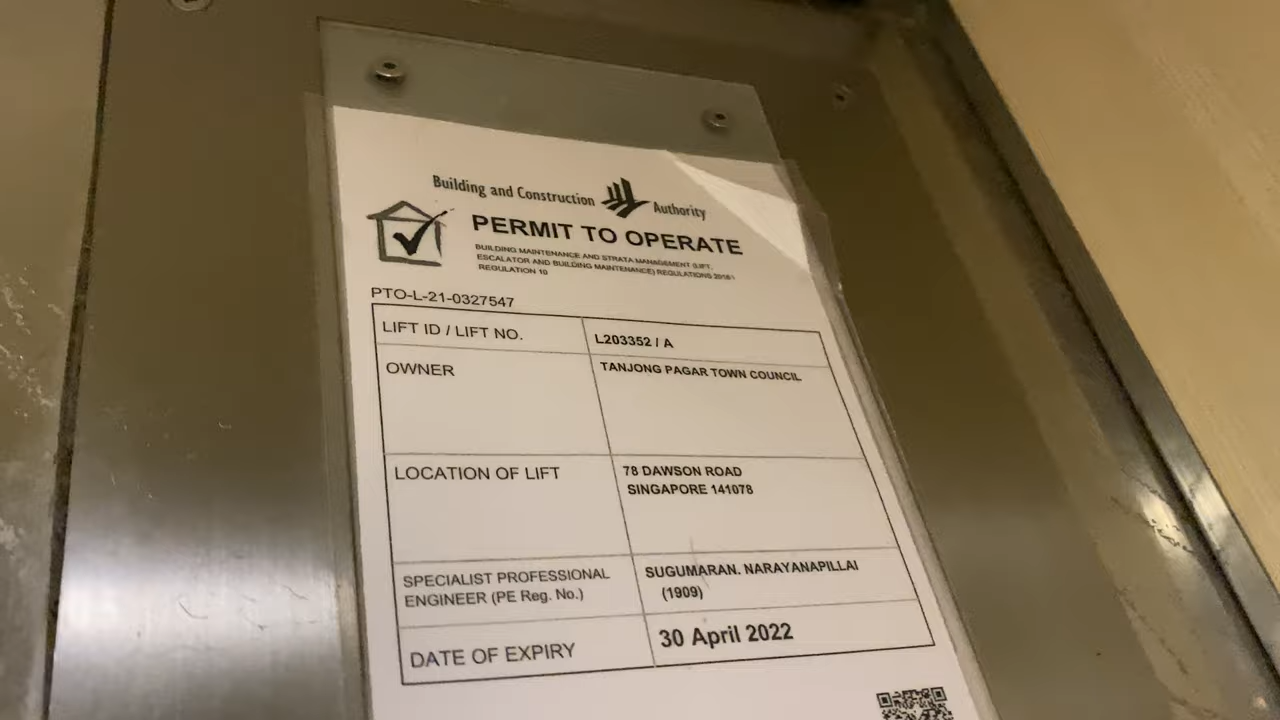 Building and Construction Authority
PERMIT TO OPERATE
BUILDING MAINTENANCE AND STRATA MANAGEMENT (LIFT,
ESCALATOR AND BUILDING MAINTENANCE) REGULATIONS 2016
REGULATION 10
PTO-L-21-0327547
LIFT ID / LIFT NO. L203352 / A
OWNER TANJONG PAGAR TOWN COUNCIL
LOCATION OF LIFT 78 DAWSON ROAD
SINGAPORE 141078
SPECIALIST PROFESSIONAL
ENGINEER (PE Reg. No.)
SUGUMARAN. NARAYANAPILLAI
(1909)
DATE OF EXPIRY 30 April 2022